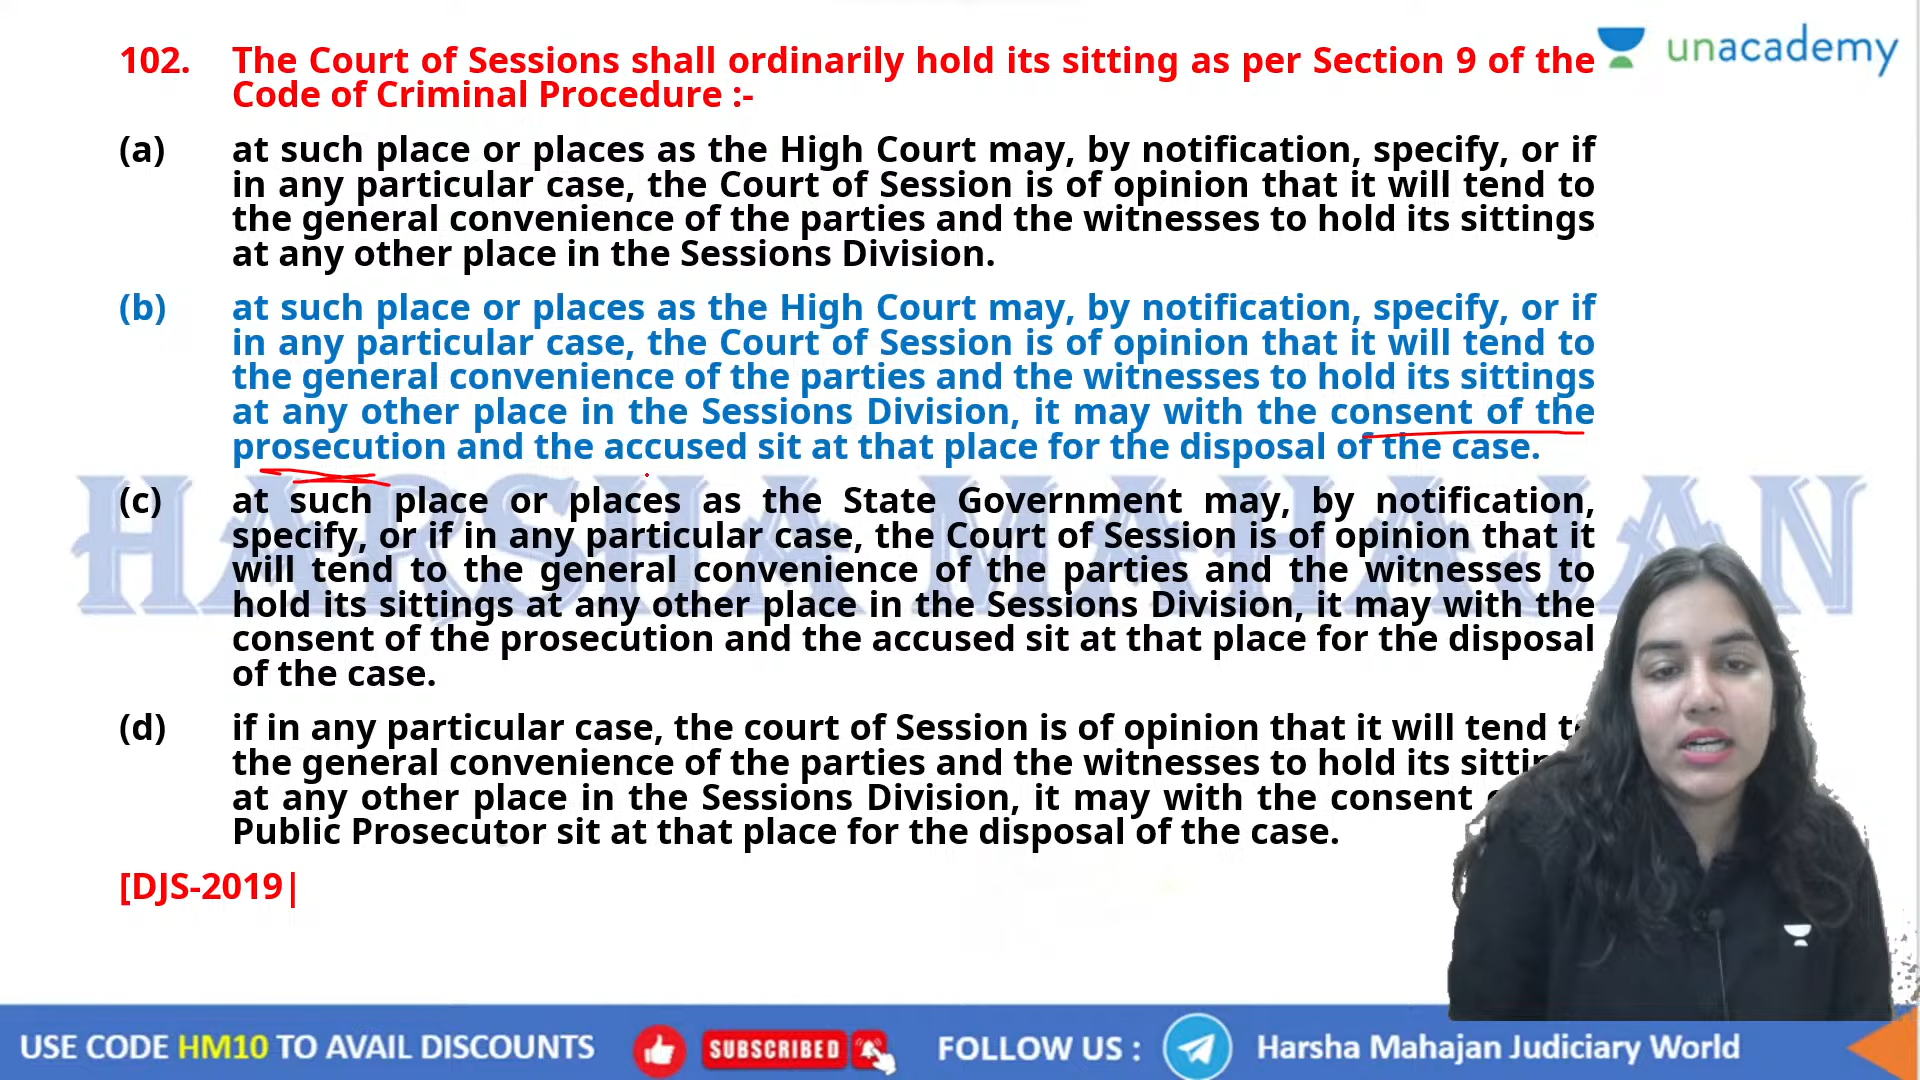 102. The Court of Sessions shall ordinarily hold its sitting as per Section 9 of the
Code of Criminal Procedure :-
unacademy
(a) at such place or places as the High Court may, by notification, specify, or if
in any particular case, the Court of Session is of opinion that it will tend to
the general convenience of the parties and the witnesses to hold its sittings
at any other place in the Sessions Division.
(b) at such place or places as the High Court may, by notification, specify, or if
in any particular case, the Court of Session is of opinion that it will tend to
the general convenience of the parties and the witnesses to hold its sittings
at any other place in the Sessions Division, it may with the consent of the
prosecution and the accused sit at that place for the disposal of the case.
HARSHA MAHAJAN
(c) at such place or places as the State Government may, by notification,
specify, or if in any particular case, the Court of Session is of opinion that it
will tend to the general convenience of the parties and the witnesses to
hold its sittings at any other place in the Sessions Division, it may with the
consent of the prosecution and the accused sit at that place for the disposal
of the case.
(d) if in any particular case, the court of Session is of opinion that it will tend
the general convenience of the parties and the witnesses to hold its
at any other place in the Sessions Division, it may with the consent
Public Prosecutor sit at that place for the disposal of the case.
[DJS-2019|
USE CODE HM10 TO AVAIL DISCOUNTS
SUBSCRIBED
FOLLOW US :
Harsha Mahajan Judiciary World